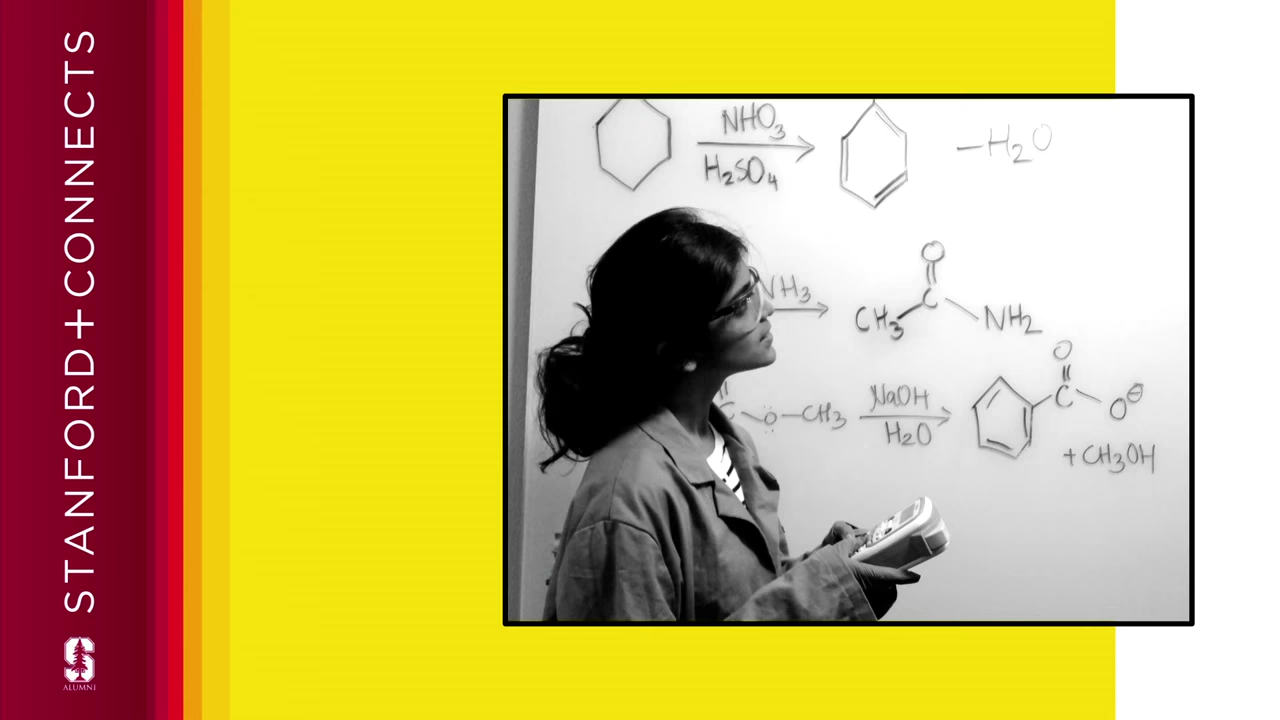 STANFORD+CONNECTS
S
ALUMNI
NHO3
H2SO4
-H2O
NH3
CH3 C O NH2
C O CH3
NaOH
H2O
C O O⊖
+ CH3OH